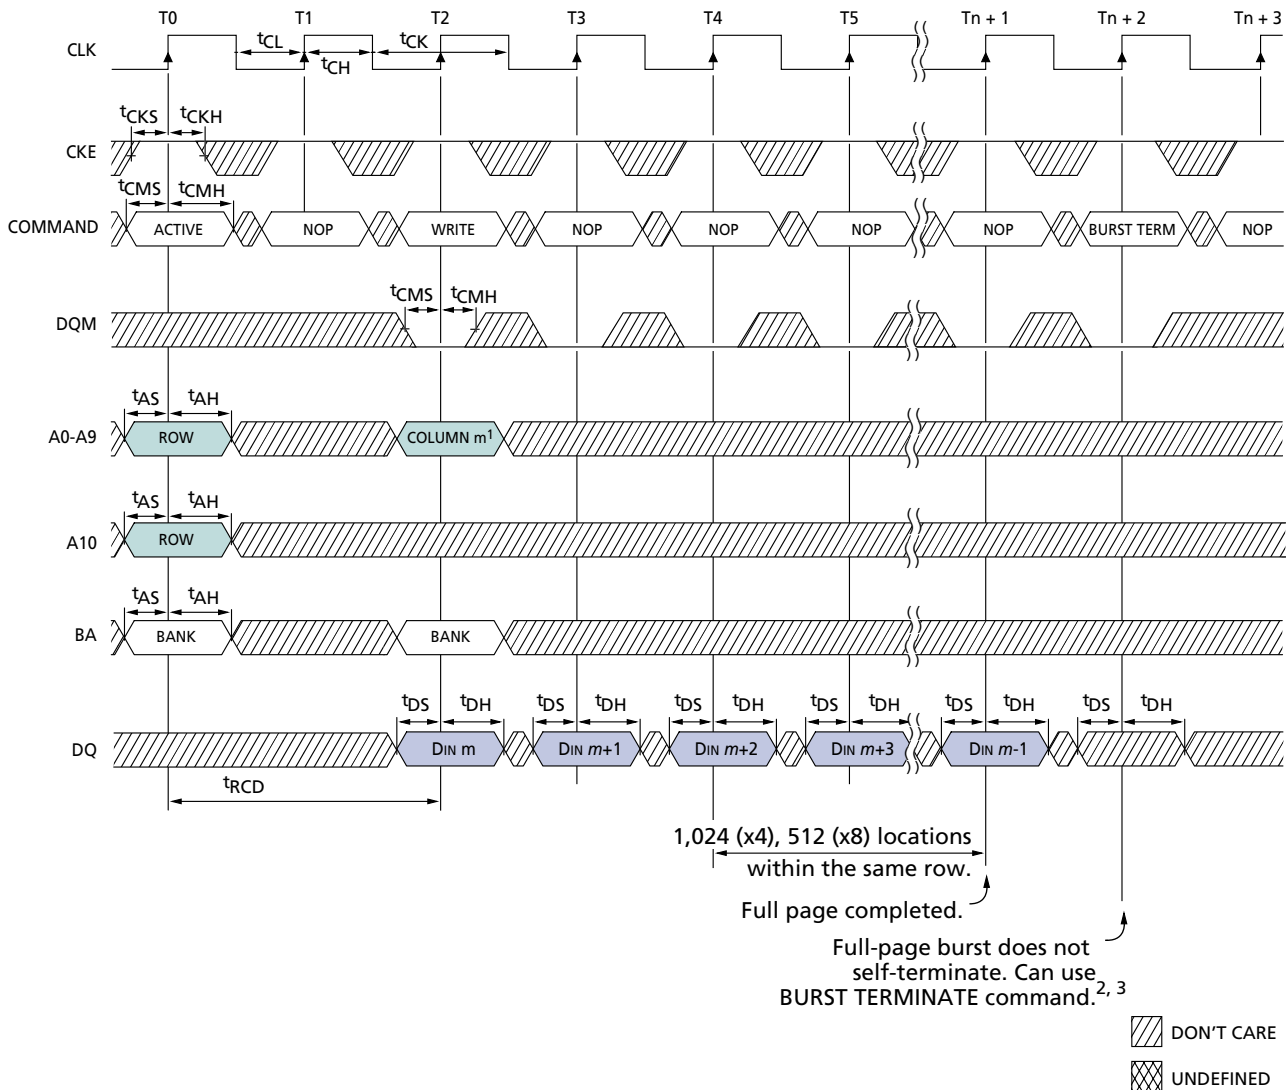 T0 T1 T2 T3 T4 T5 Tn + 1 Tn + 2 Tn + 3
CLK tCL tCH tCK
tCKS tCKH
CKE
tCMS tCMH
COMMAND ACTIVE NOP WRITE NOP NOP NOP NOP BURST TERM NOP
tCMS tCMH
DQM
tAS tAH
A0-A9 ROW COLUMN m1
tAS tAH
A10 ROW
tAS tAH
BA BANK BANK
tDS tDH tDS tDH tDS tDH tDS tDH tDS tDH tDS tDH
DQ DIN m DIN m+1 DIN m+2 DIN m+3 DIN m-1
tRCD
1,024 (x4), 512 (x8) locations
within the same row.
Full page completed.
Full-page burst does not
self-terminate. Can use
BURST TERMINATE command.2, 3
DON'T CARE
UNDEFINED